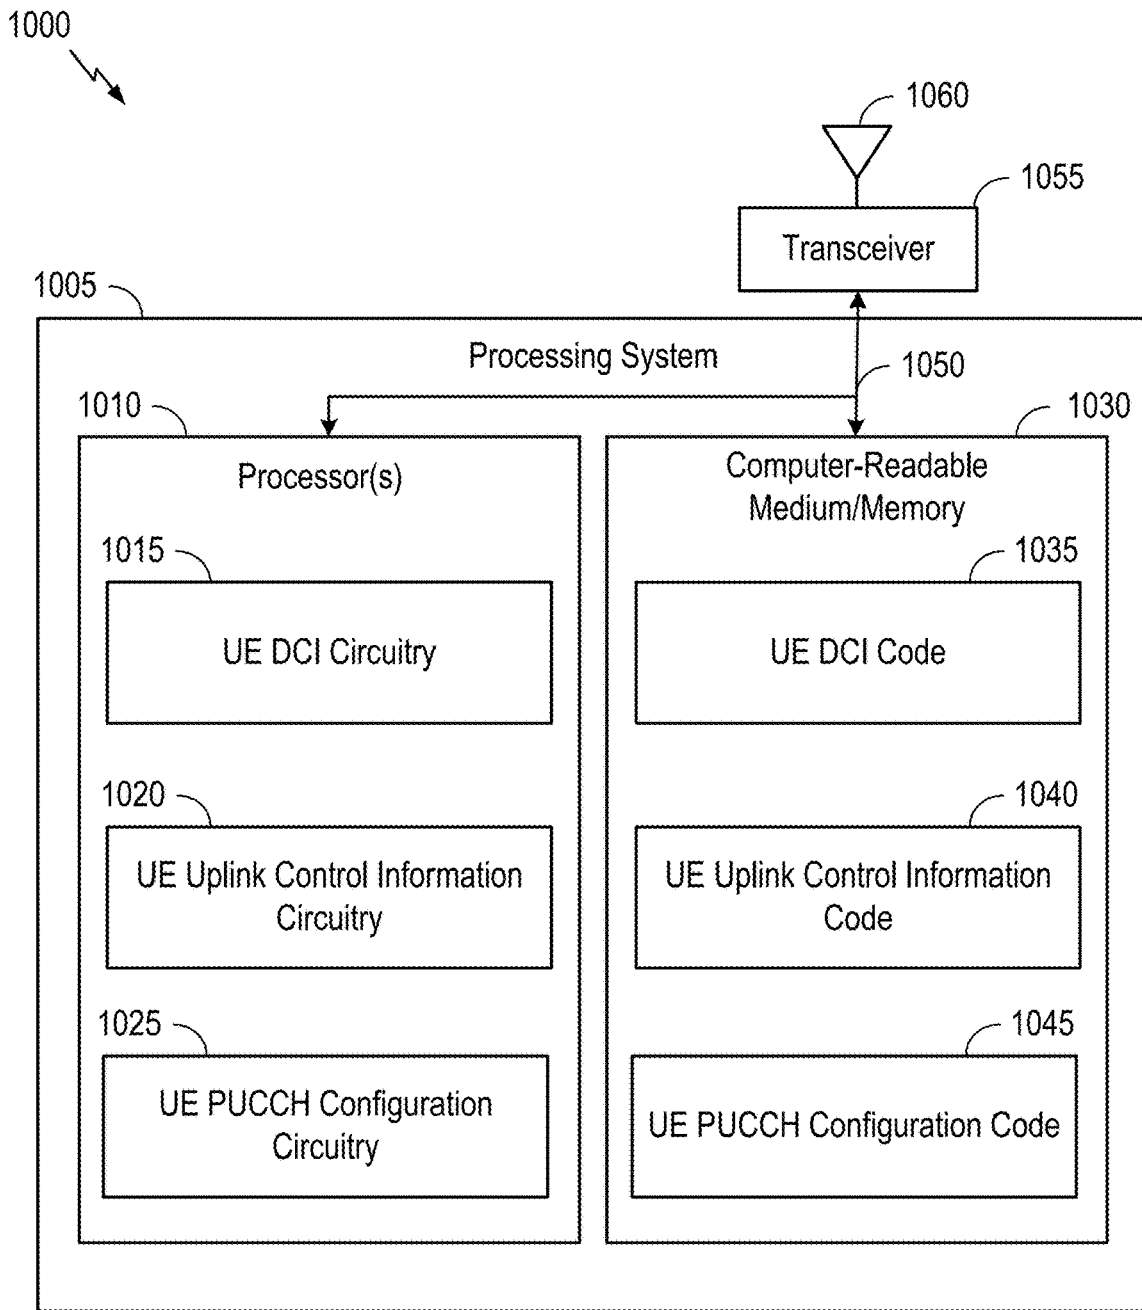 1000
1060
1055
Transceiver
1005
Processing System
1050
1010
1030
Processor(s)
Computer-Readable
Medium/Memory
1015
1035
UE DCI Circuitry
UE DCI Code
1020
1040
UE Uplink Control Information
Circuitry
UE Uplink Control Information
Code
1025
1045
UE PUCCH Configuration
Circuitry
UE PUCCH Configuration Code